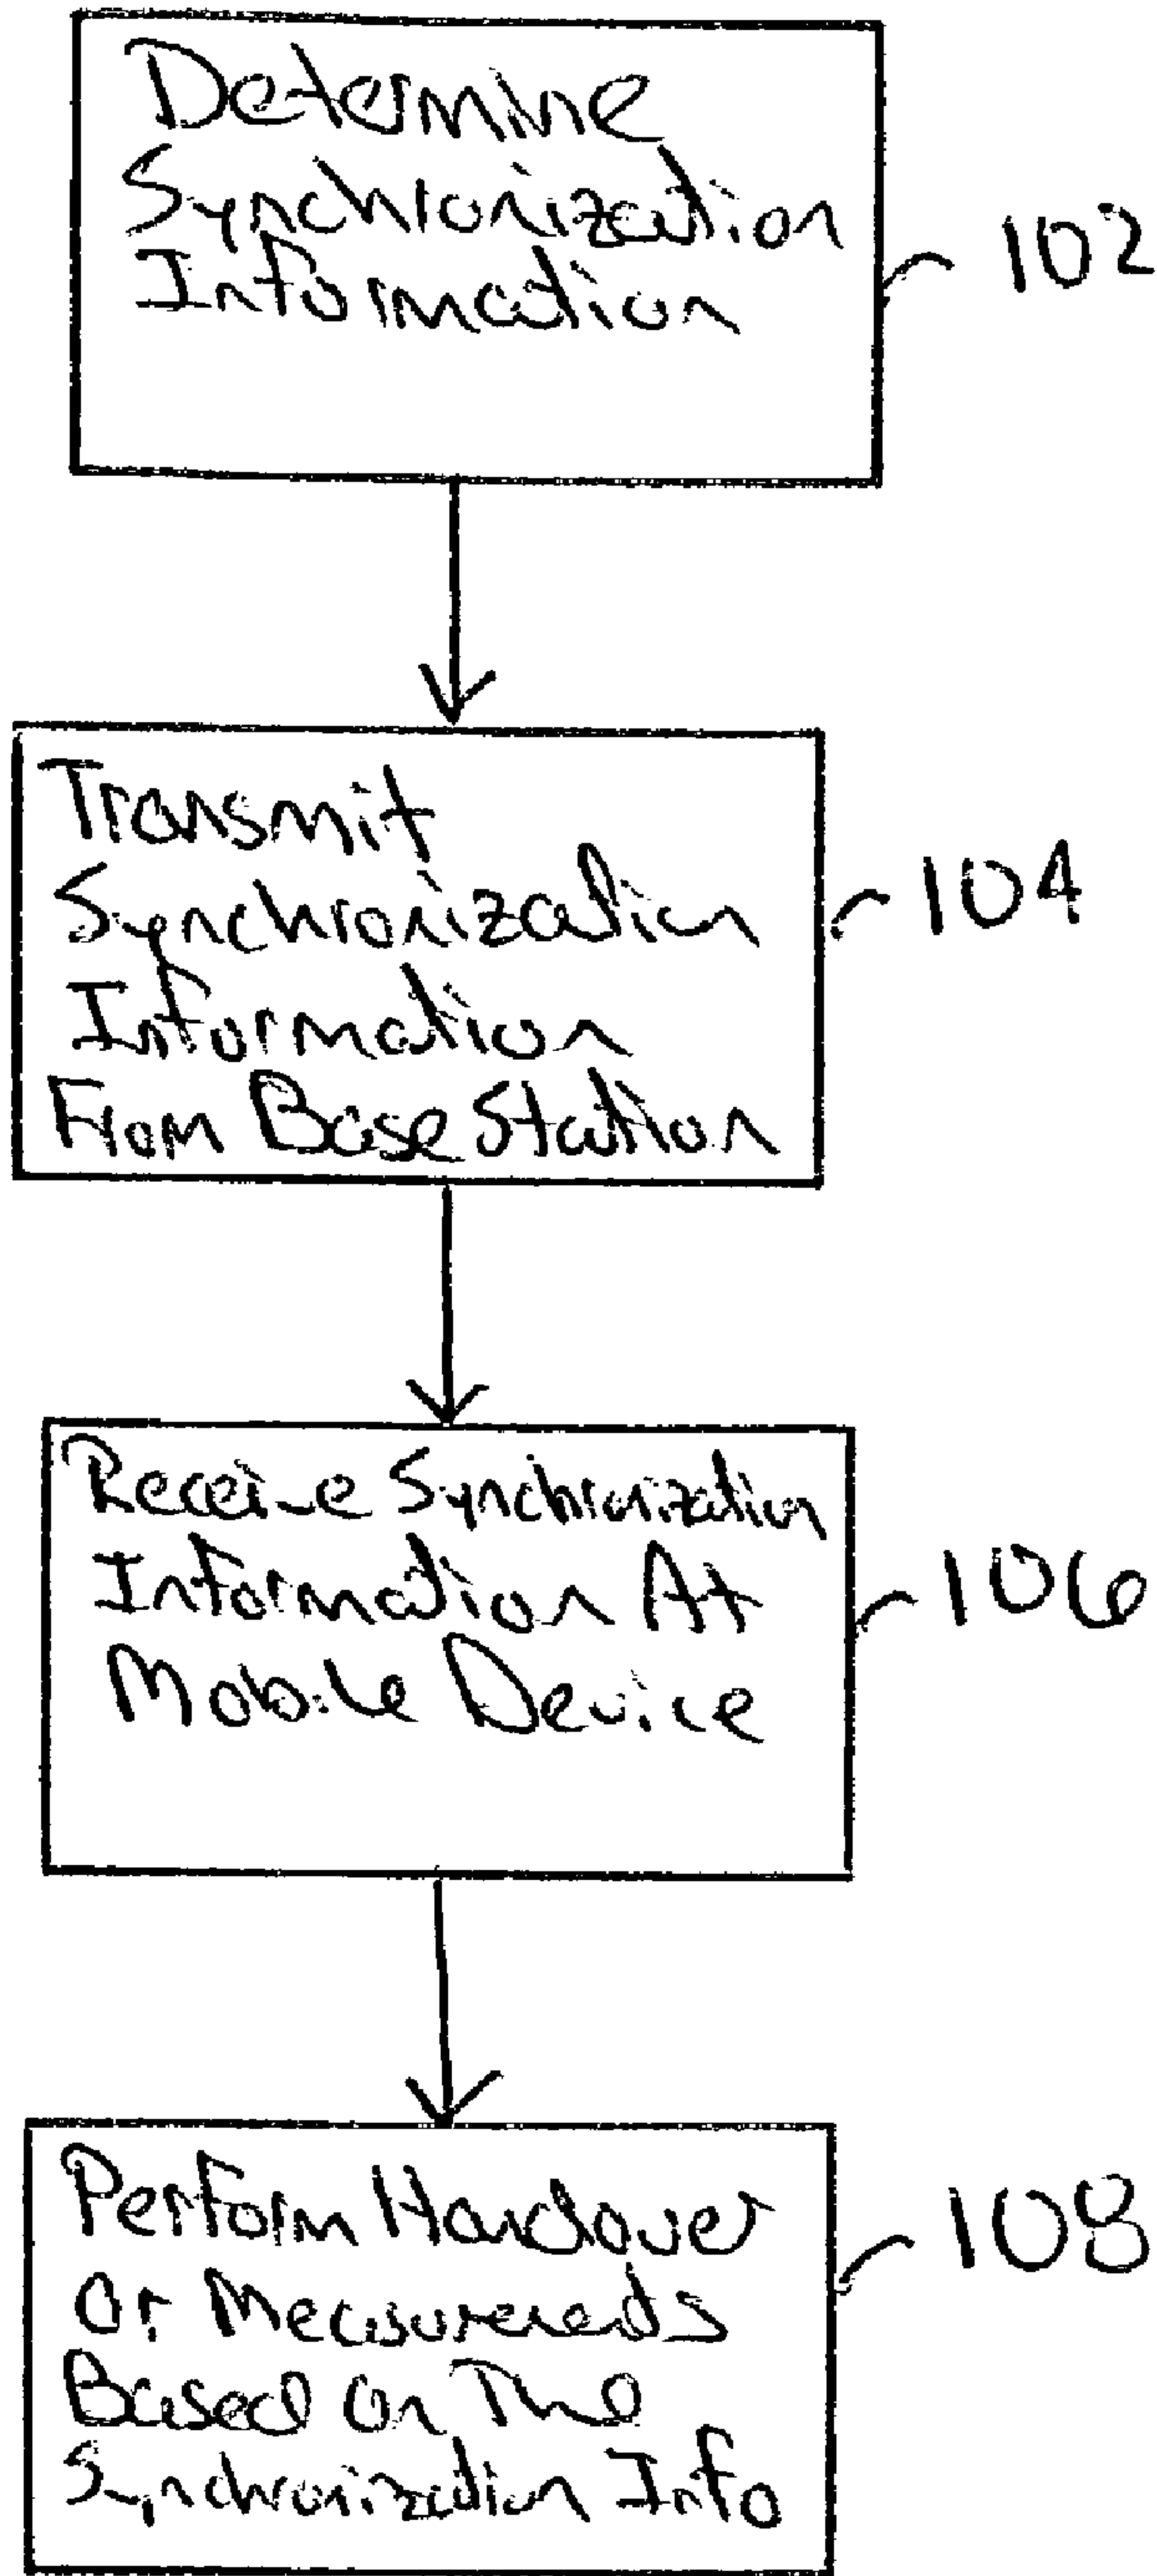 Determine
Synchronization
Information
102
Transmit
Synchronization
Information
From Base Station
104
Receive Synchronization
Information At
Mobile Device
106
Perform Handover
Or Measurements
Based On The
Synchronization Info
108